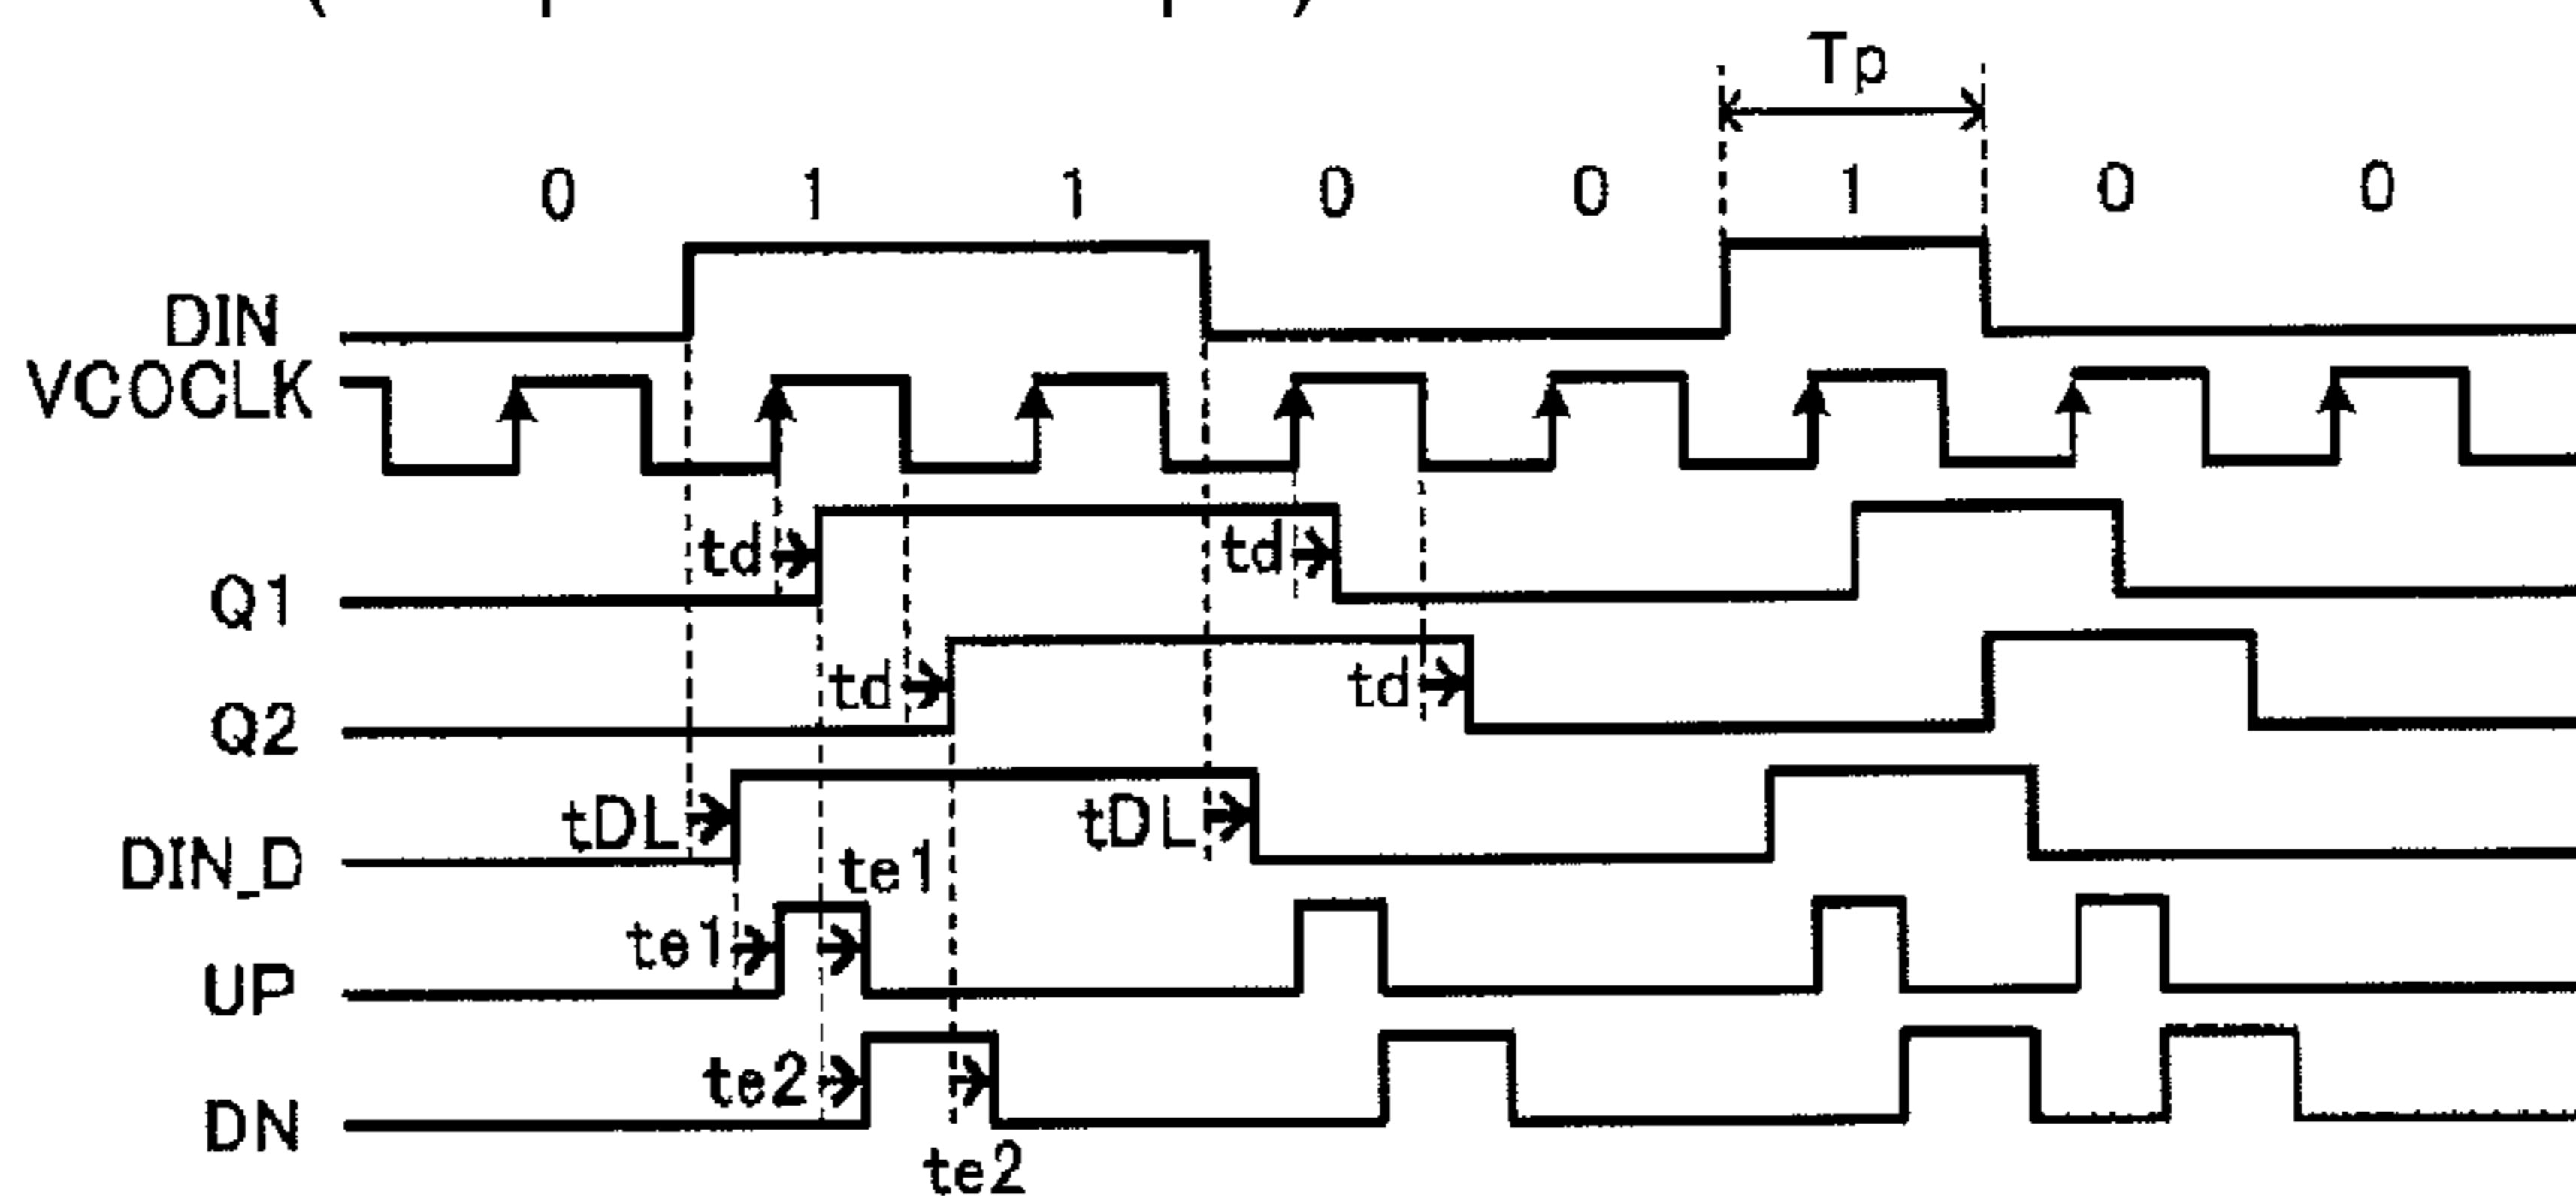 Tp
0 1 1 0 0 1 0 0
DIN
VCOCLK
td td
Q1
td td
Q2
tDL tDL
DIN_D
te1
te1
UP
te2
DN
te2